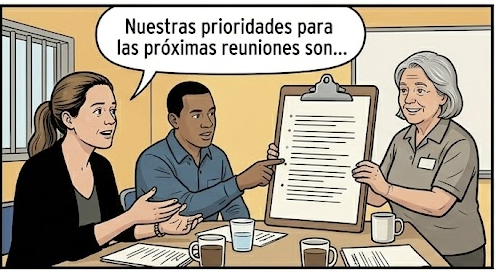 Nuestras prioridades para
las próximas reuniones son...